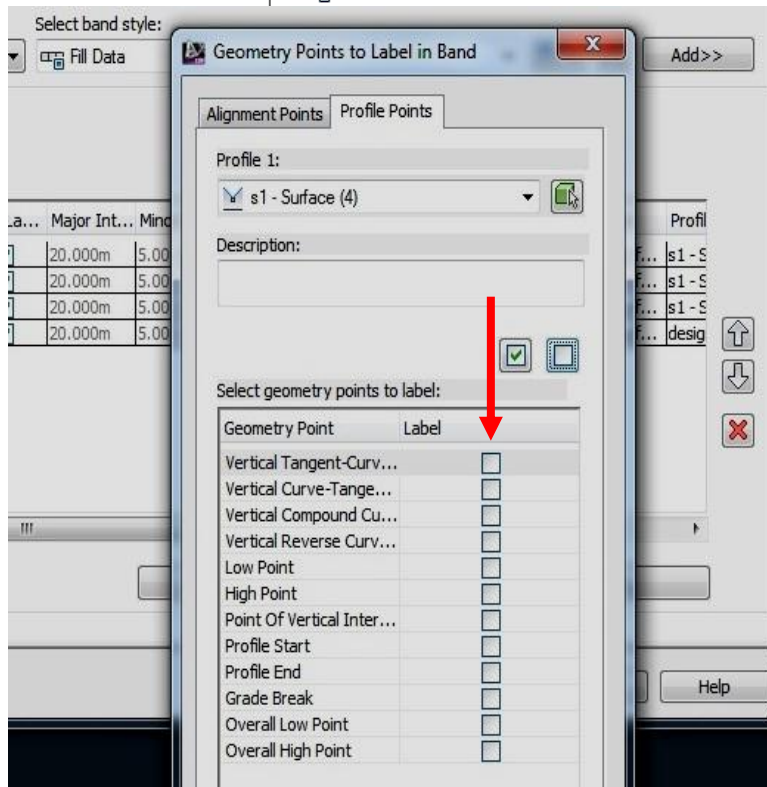 Select band style:
Fill Data
Geometry Points to Label in Band
Add>>
Alignment Points
Profile Points
Profile 1:
s1 - Surface (4)
Description:
Major Int...
Profil
20.000m 5.00 s1 - S
20.000m 5.00 s1 - S
20.000m 5.00 s1 - S
20.000m 5.00 desig
Select geometry points to label:
Geometry Point Label
Vertical Tangent-Curv...
Vertical Curve-Tange...
Vertical Compound Cu...
Vertical Reverse Curv...
Low Point
High Point
Point Of Vertical Inter...
Profile Start
Profile End
Grade Break
Overall Low Point
Overall High Point
Help